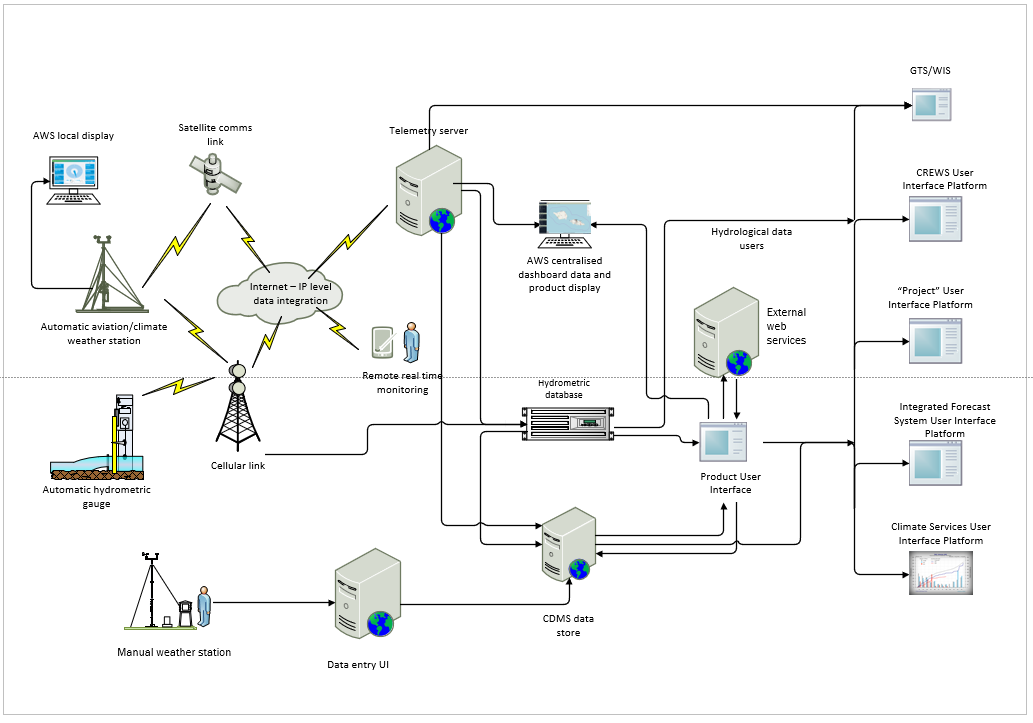 GTS/WIS
Telemetry server
Satellite comms
link
AWS local display
CREWS User
Interface Platform
Hydrological data
users
AWS centralised
dashboard data and
product display
Internet – IP level
data integration
“Project” User
Interface Platform
External
web
services
Automatic aviation/climate
weather station
Remote real time
monitoring
Hydrometric
database
Integrated Forecast
System User Interface
Platform
Cellular link
Product User
Interface
Automatic hydrometric
gauge
Climate Services User
Interface Platform
CDMS data
store
Manual weather station
Data entry UI